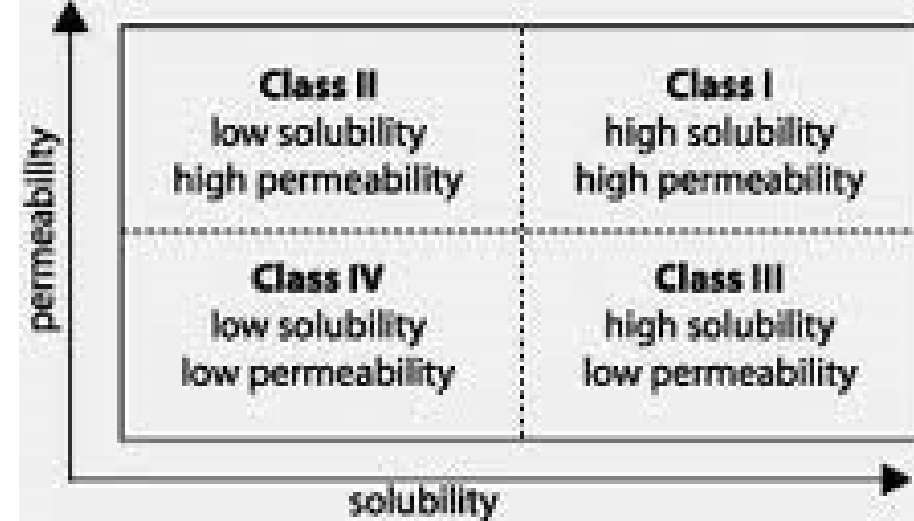 permeability
Class II
low solubility
high permeability
Class I
high solubility
high permeability
Class IV
low solubility
low permeability
Class III
high solubility
low permeability
solubility